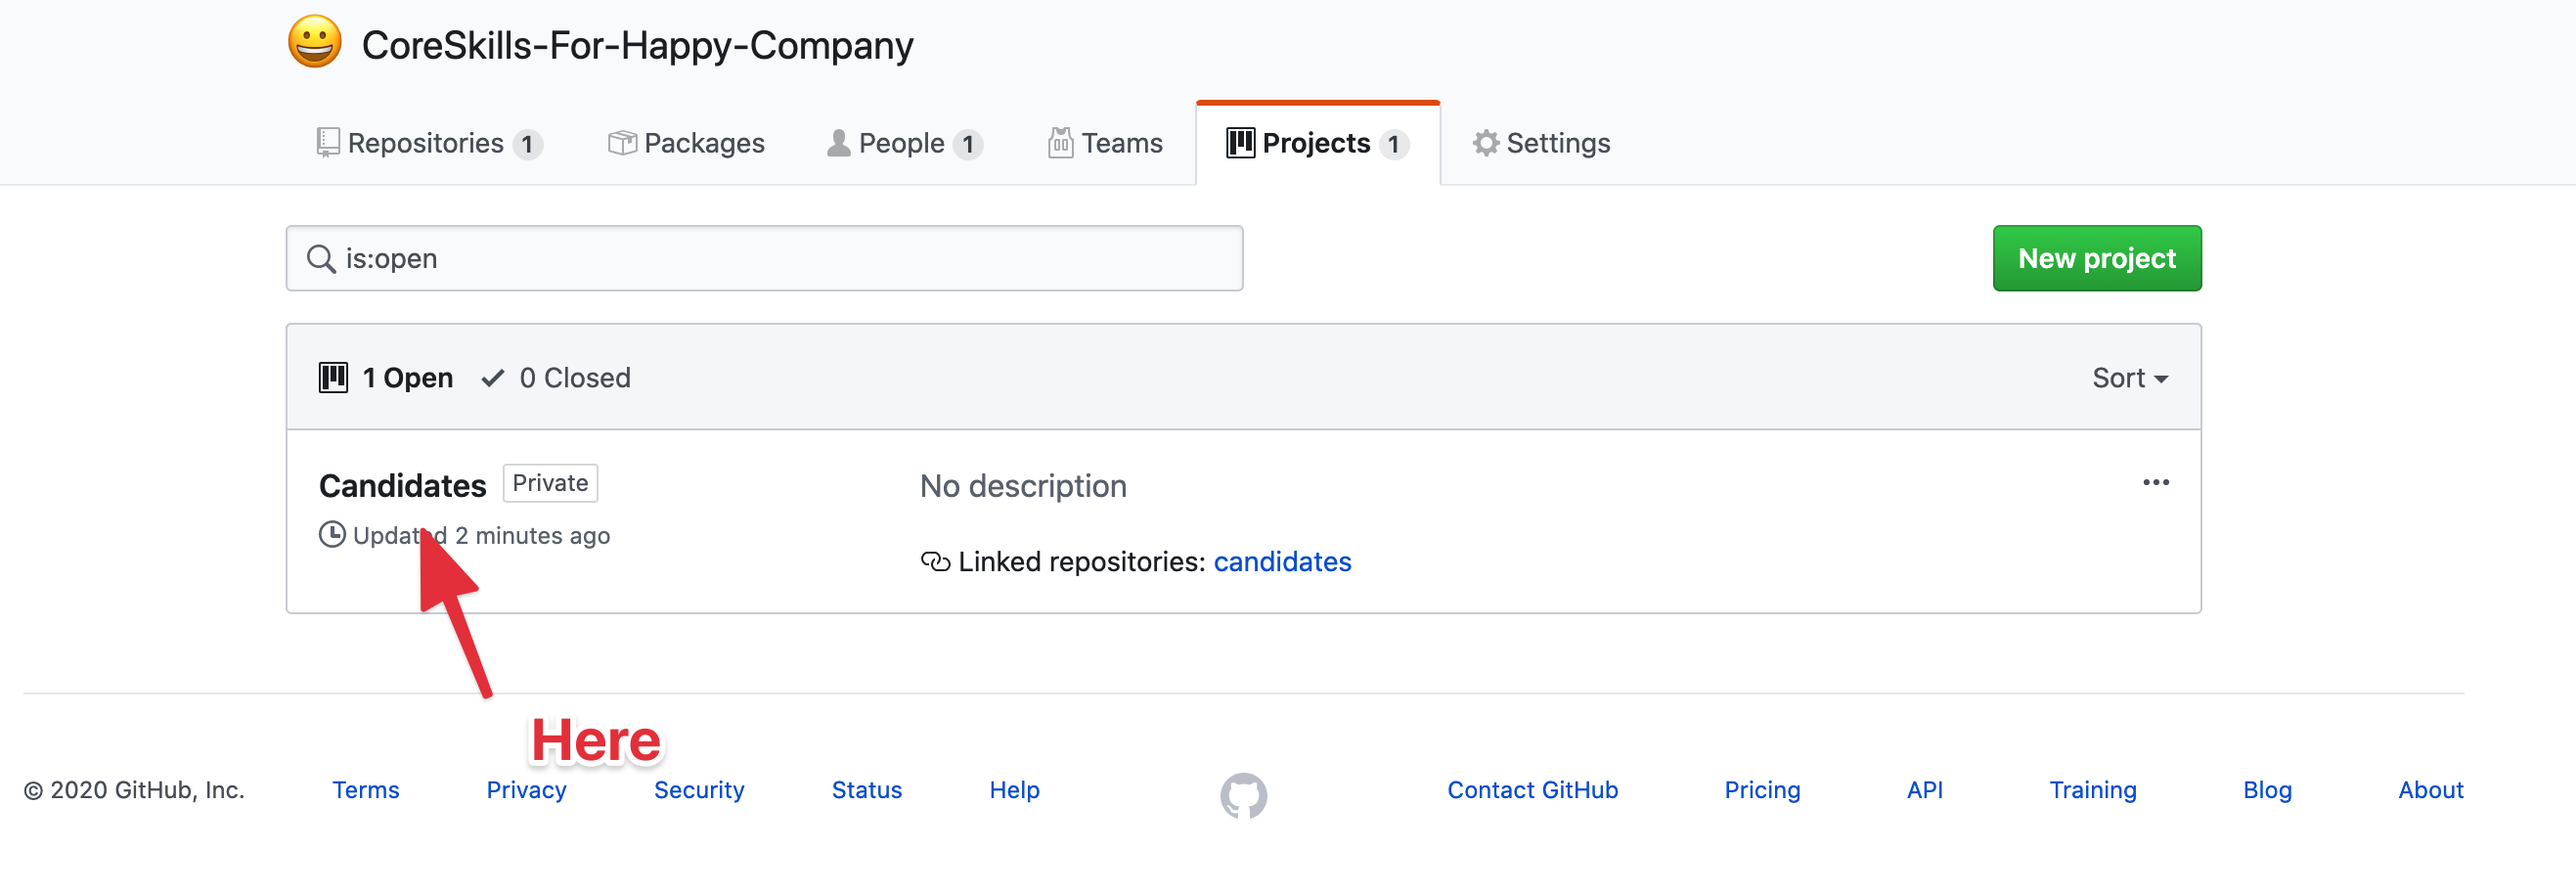 CoreSkills-For-Happy-Company
Repositories 1 Packages People 1 Teams Projects 1 Settings
is:open
New project
1 Open 0 Closed
Sort
Candidates Private
No description
Updated 2 minutes ago
Linked repositories: candidates
Here
© 2020 GitHub, Inc. Terms Privacy Security Status Help Contact GitHub Pricing API Training Blog About